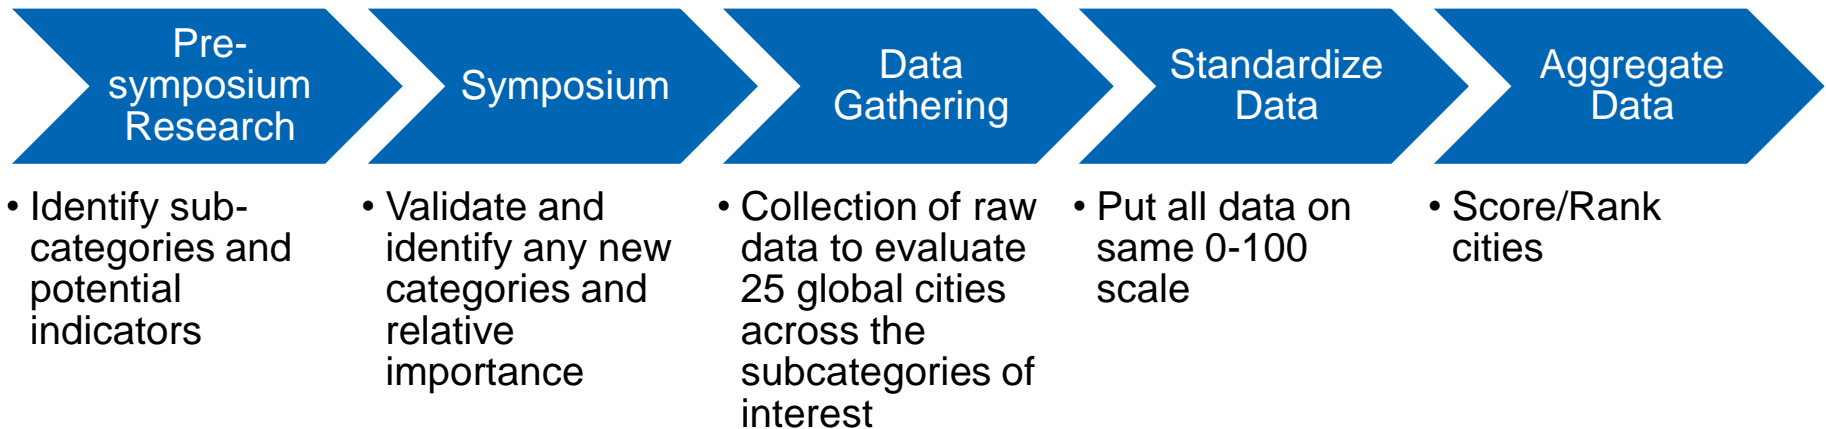 Pre-
symposium
Research
• Identify sub-
categories and
potential
indicators
Symposium
• Validate and
identify any new
categories and
relative
importance
Data
Gathering
• Collection of raw
data to evaluate
25 global cities
across the
subcategories of
interest
Standardize
Data
• Put all data on
same 0-100
scale
Aggregate
Data
• Score/Rank
cities